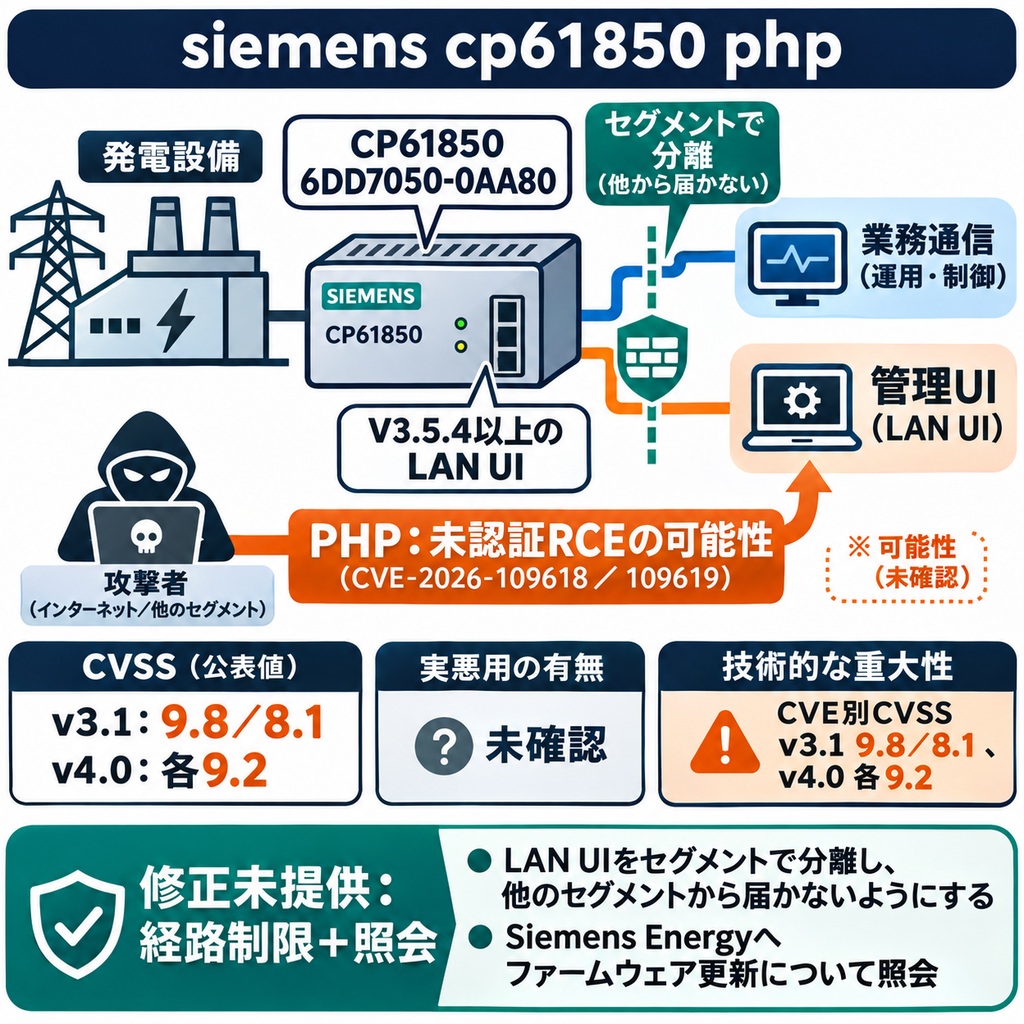 siemens cp61850 php
発電設備
CP61850
6DD7050-0AA80
セグメントで
分離
(他から届かない)
SIEMENS
CP61850
業務通信
(運用・制御)
V3.5.4以上の
LAN UI
管理UI
(LAN UI)
攻撃者
(インターネット/他のセグメント)
PHP:未認証RCEの可能性
(CVE-2026-109618 / 109619)
※ 可能性
(未確認)
CVSS (公表値)
v3.1: 9.8/8.1
v4.0: 各9.2
実悪用の有無
? 未確認
技術的な重大性
CVE別CVSS
v3.1 9.8/8.1、
v4.0 各9.2
修正未提供:
経路制限+照会
● LAN UIをセグメントで分離し、
他のセグメントから届かないようにする
● Siemens Energyへ
ファームウェア更新について照会